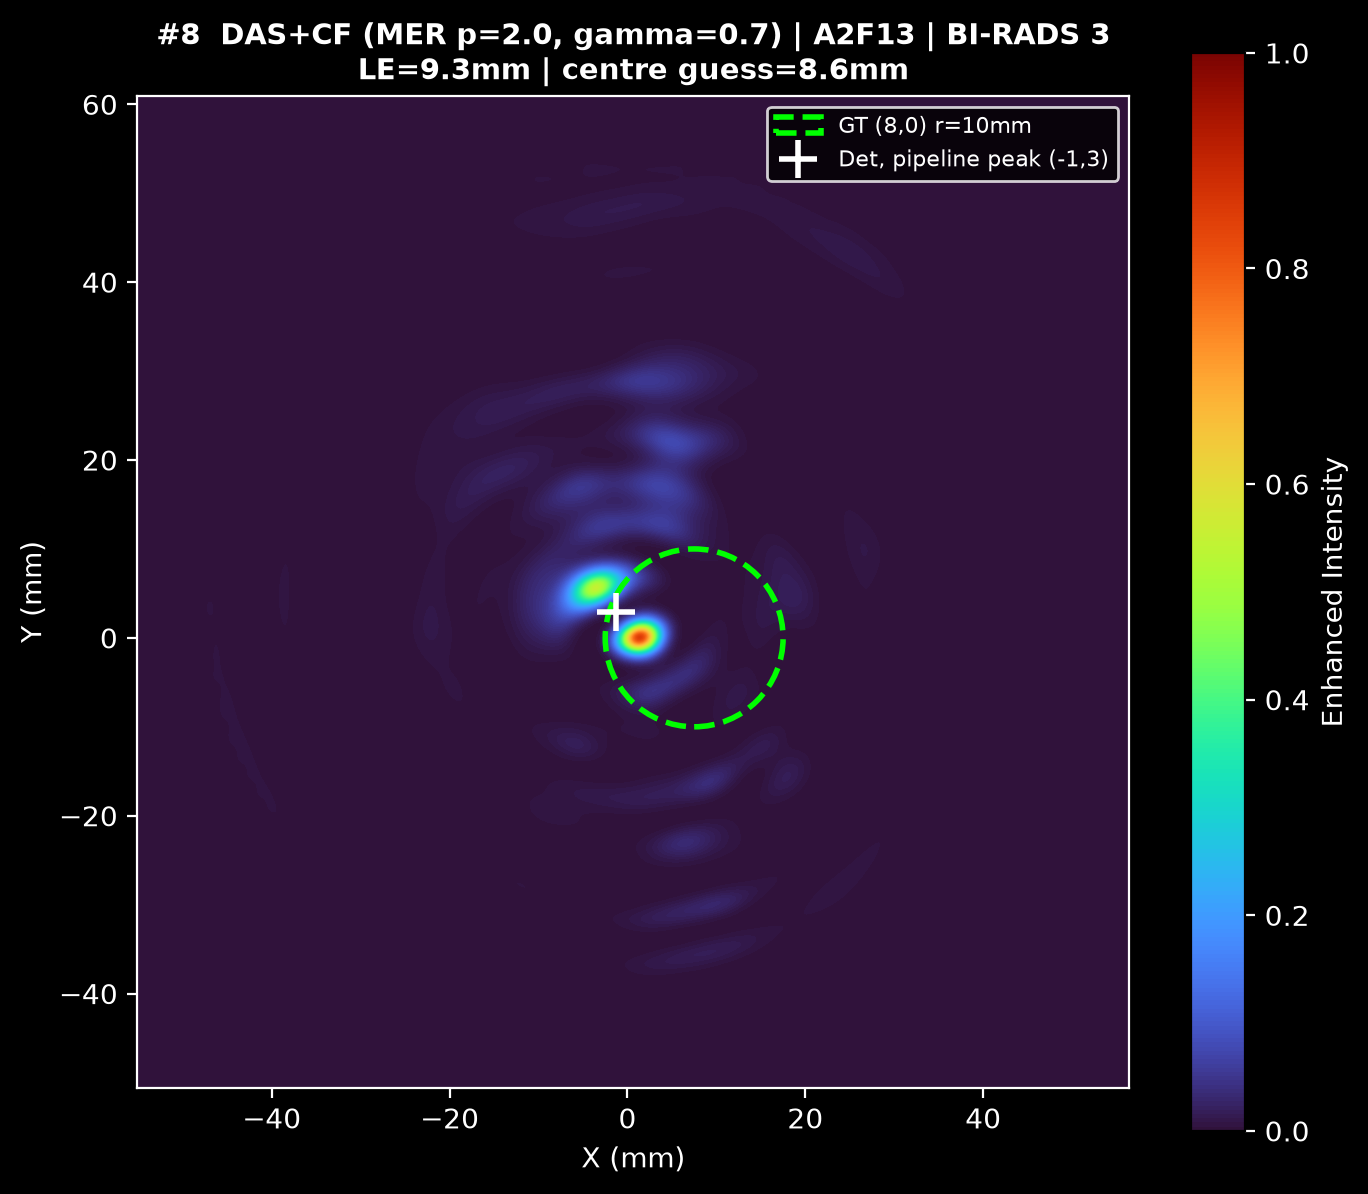 #8  DAS+CF (MER p=2.0, gamma=0.7) | A2F13 | BI-RADS 3
LE=9.3mm | centre guess=8.6mm
GT (8,0) r=10mm
Det, pipeline peak (-1,3)
60
40
20
0
−20
−40
Y (mm)
−40
−20
0
20
40
X (mm)
1.0
0.8
0.6
0.4
0.2
0.0
Enhanced Intensity